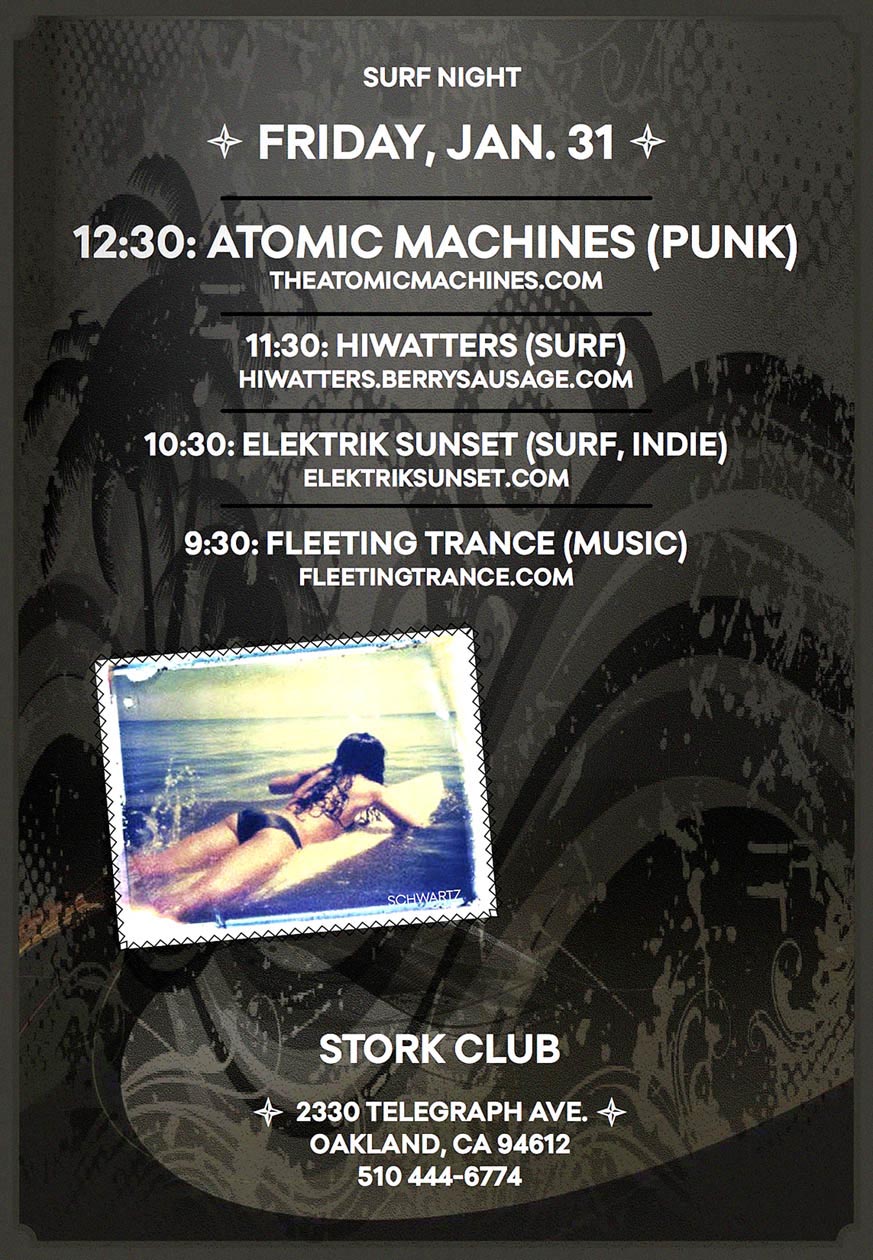 SURF NIGHT
FRIDAY, JAN. 31
12:30: ATOMIC MACHINES (PUNK)
THEATOMICMACHINES.COM
11:30: HIWATTERS (SURF)
HIWATTERS.BERRYSAUSAGE.COM
10:30: ELEKTRIK SUNSET (SURF, INDIE)
ELEKTRIKSUNSET.COM
9:30: FLEETING TRANCE (MUSIC)
FLEETINGTRANCE.COM
SCHWARTZ
STORK CLUB
2330 TELEGRAPH AVE.
OAKLAND, CA 94612
510 444-6774